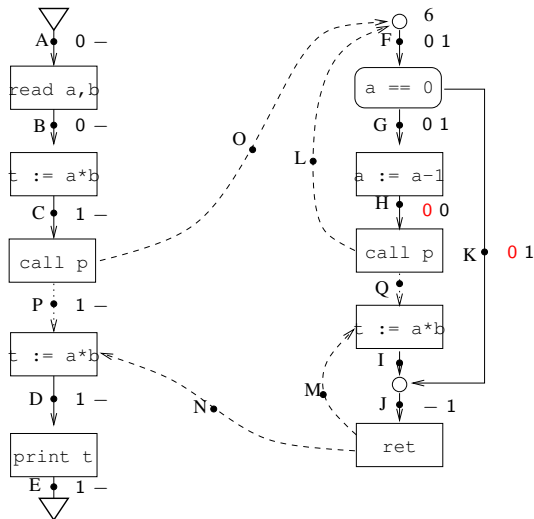 6
A 0 –
F 0 1
read a,b
a == 0
B 0 –
G 0 1
O
L
t := a*b
a := a-1
C 1 –
H 0 0
call p
call p
K 0 1
P 1 –
Q
t := a*b
t := a*b
I
M
D 1 –
N
J – 1
print t
ret
E 1 –